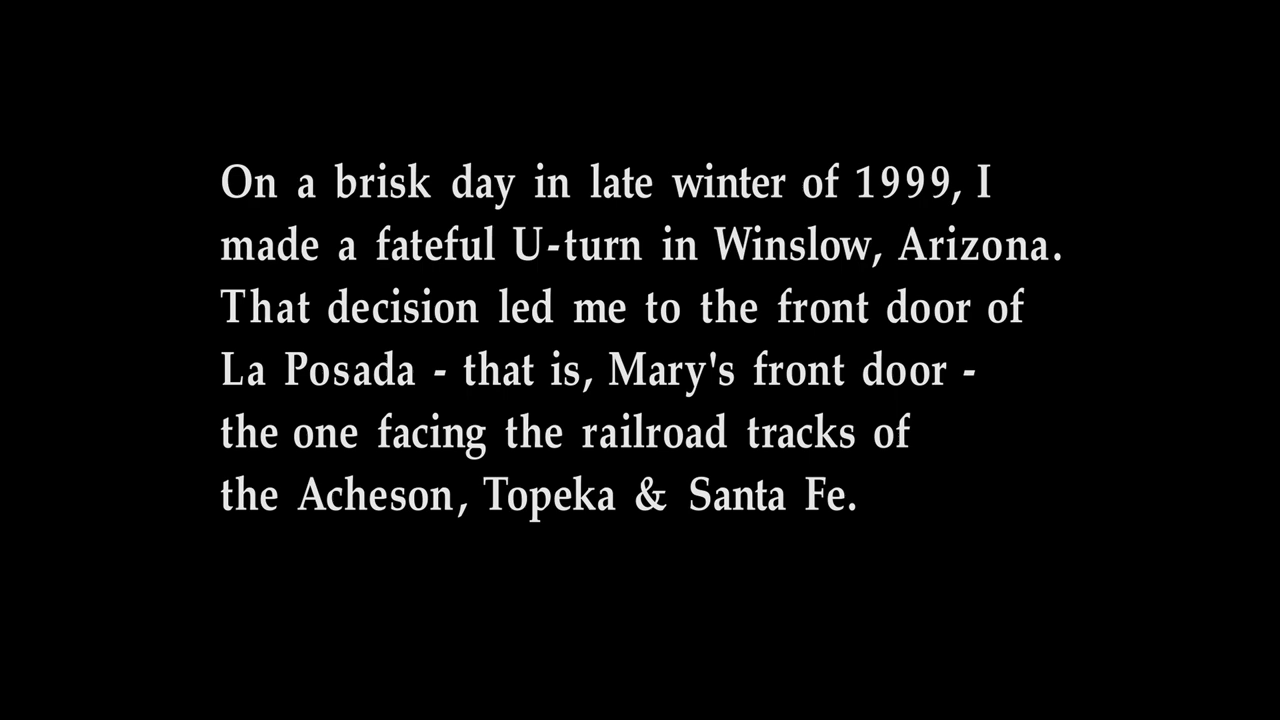 On a brisk day in late winter of 1999, I
made a fateful U-turn in Winslow, Arizona.
That decision led me to the front door of
La Posada - that is, Mary's front door -
the one facing the railroad tracks of
the Acheson, Topeka & Santa Fe.